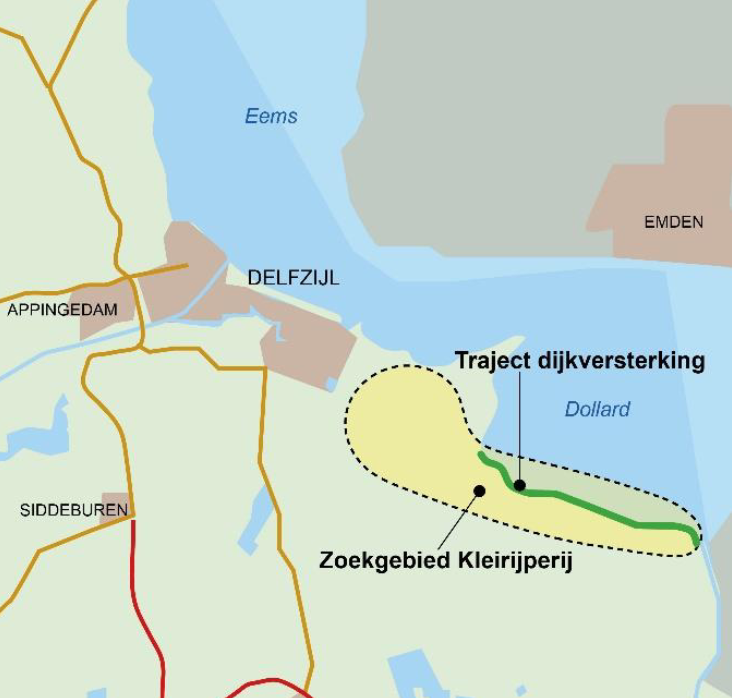 Eems
EMDEN
DELFZIJL
APPINGEDAM
Traject dijkversterking
Dollard
SIDDEBUREN
Zoekgebied Kleirijperij